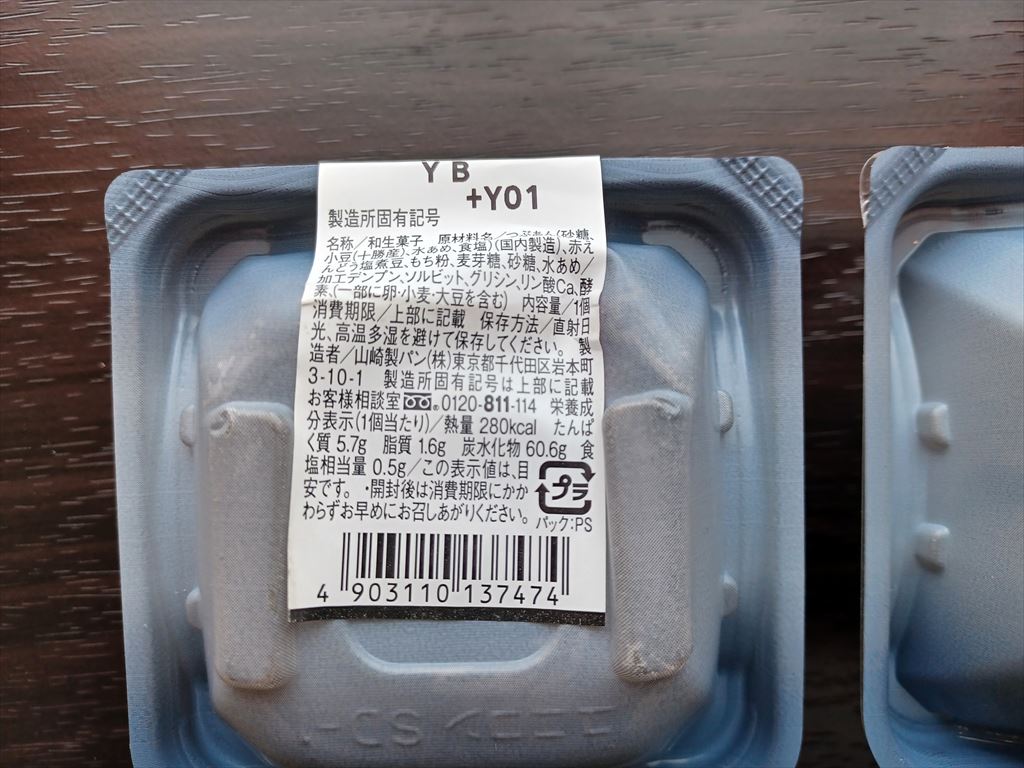 YB
+Y01
製造所固有記号
名称/和生菓子 原材料名/つぶあん(砂糖、
小豆(十勝産)、水あめ、食塩)(国内製造)、赤え
んどう塩煮豆、もち粉、麦芽糖、砂糖、水あめ/
加工デンプン、ソルビット、グリシン、リン酸Ca、酵
素、(一部に卵・小麦・大豆を含む) 内容量/1個
消費期限/上部に記載 保存方法/直射日
光、高温多湿を避けて保存してください。 製
造者/山崎製パン(株)東京都千代田区岩本町
3-10-1 製造所固有記号は上部に記載
お客様相談室 0120-811-114 栄養成
分表示(1個当たり)/熱量 280kcal たんぱ
く質 5.7g 脂質 1.6g 炭水化物 60.6g 食
塩相当量 0.5g/この表示値は、目
安です。 ・開封後は消費期限にかか
わらずお早めにお召しあがりください。
プラ
パック:PS
4 903110 137474